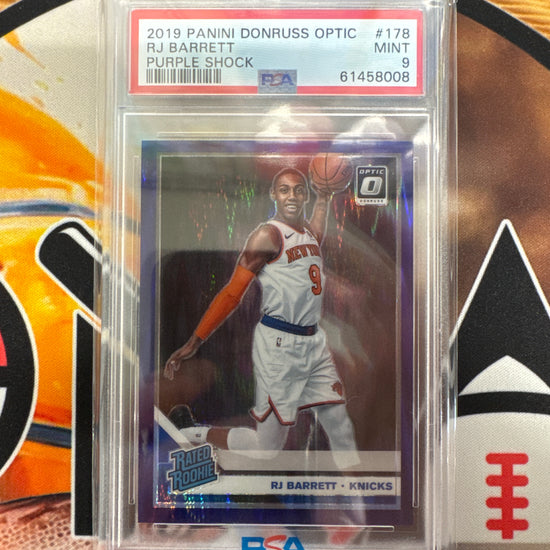 2019 PANINI DONRUSS OPTIC #178
RJ BARRETT MINT
PURPLE SHOCK 9
PSA 61458008
OPTIC
O
DONRUSS
NEW YORK
9
RATED
ROOKIE
RJ BARRETT • KNICKS
PSA